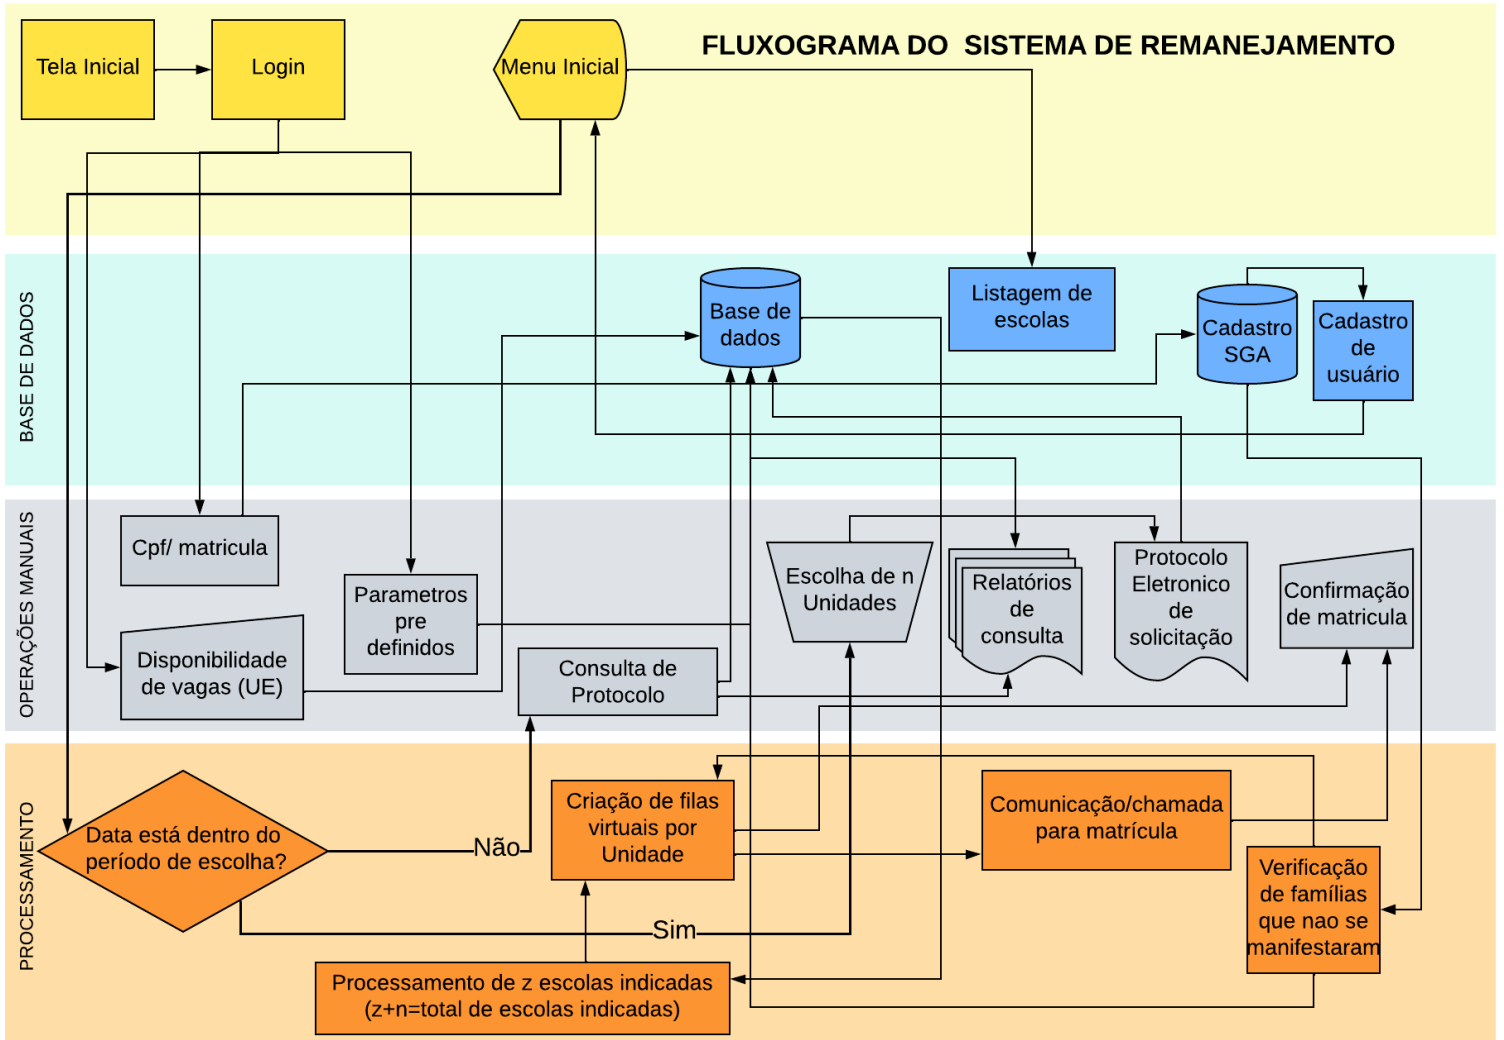 FLUXOGRAMA DO  SISTEMA DE REMANEJAMENTO
Tela Inicial
Login
Menu Inicial
BASE DE DADOS
Base de
dados
Listagem de
escolas
Cadastro
SGA
Cadastro
de
usuário
OPERAÇÕES MANUAIS
Cpf/ matricula
Parametros
pre
definidos
Disponibilidade
de vagas (UE)
Consulta de
Protocolo
Escolha de n
Unidades
Relatórios
de
consulta
Protocolo
Eletronico
de
solicitação
Confirmação
de matricula
PROCESSAMENTO
Data está dentro do
período de escolha?
Não
Sim
Criação de filas
virtuais por
Unidade
Comunicação/chamada
para matrícula
Verificação
de famílias
que nao se
manifestaram
Processamento de z escolas indicadas
(z+n=total de escolas indicadas)